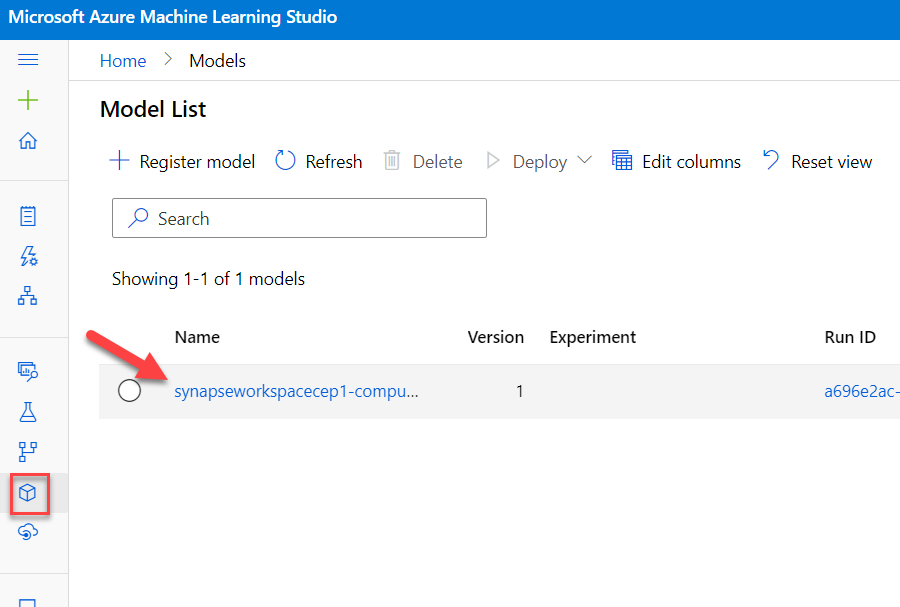 Microsoft Azure Machine Learning Studio
Home > Models
Model List
Register model Refresh Delete Deploy Edit columns Reset view
Search
Showing 1-1 of 1 models
Name Version Experiment Run ID
synapseworkspacecep1-compu... 1 a696e2ac-